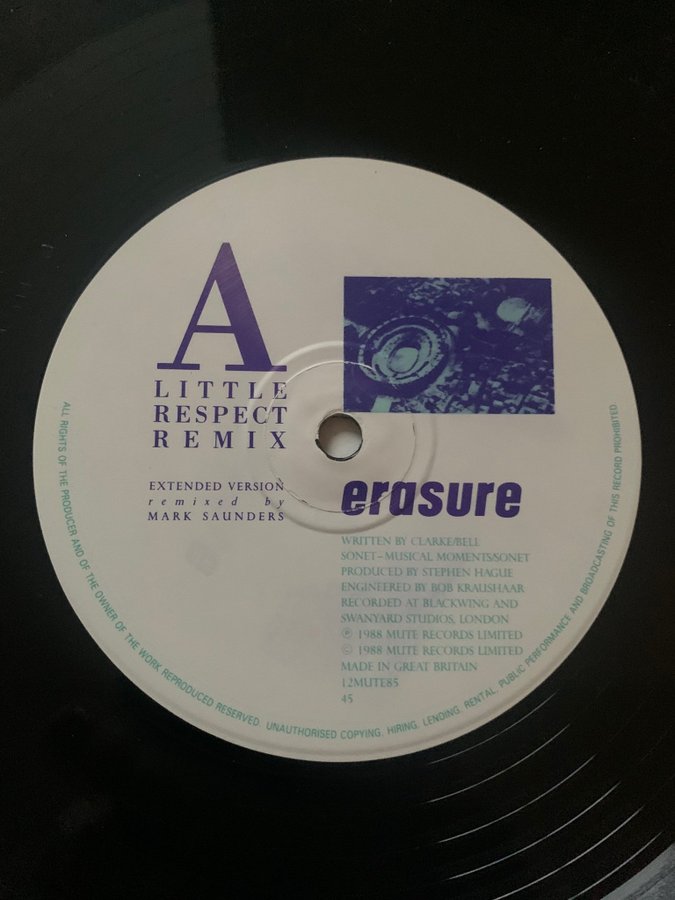 A
LITTLE
RESPECT
REMIX
EXTENDED VERSION
remixed by
MARK SAUNDERS
erasure
WRITTEN BY CLARKE/BELL
SONET–MUSICAL MOMENTS/SONET
PRODUCED BY STEPHEN HAGUE
ENGINEERED BY BOB KRAUSHAAR
RECORDED AT BLACKWING AND
SWANYARD STUDIOS, LONDON
℗ 1988 MUTE RECORDS LIMITED
© 1988 MUTE RECORDS LIMITED
MADE IN GREAT BRITAIN
12MUTE85
45
ALL RIGHTS OF THE PRODUCER AND OF THE OWNER OF THE WORK REPRODUCED RESERVED. UNAUTHORISED COPYING, HIRING, LENDING, RENTAL, PUBLIC PERFORMANCE AND BROADCASTING OF THIS RECORD PROHIBITED